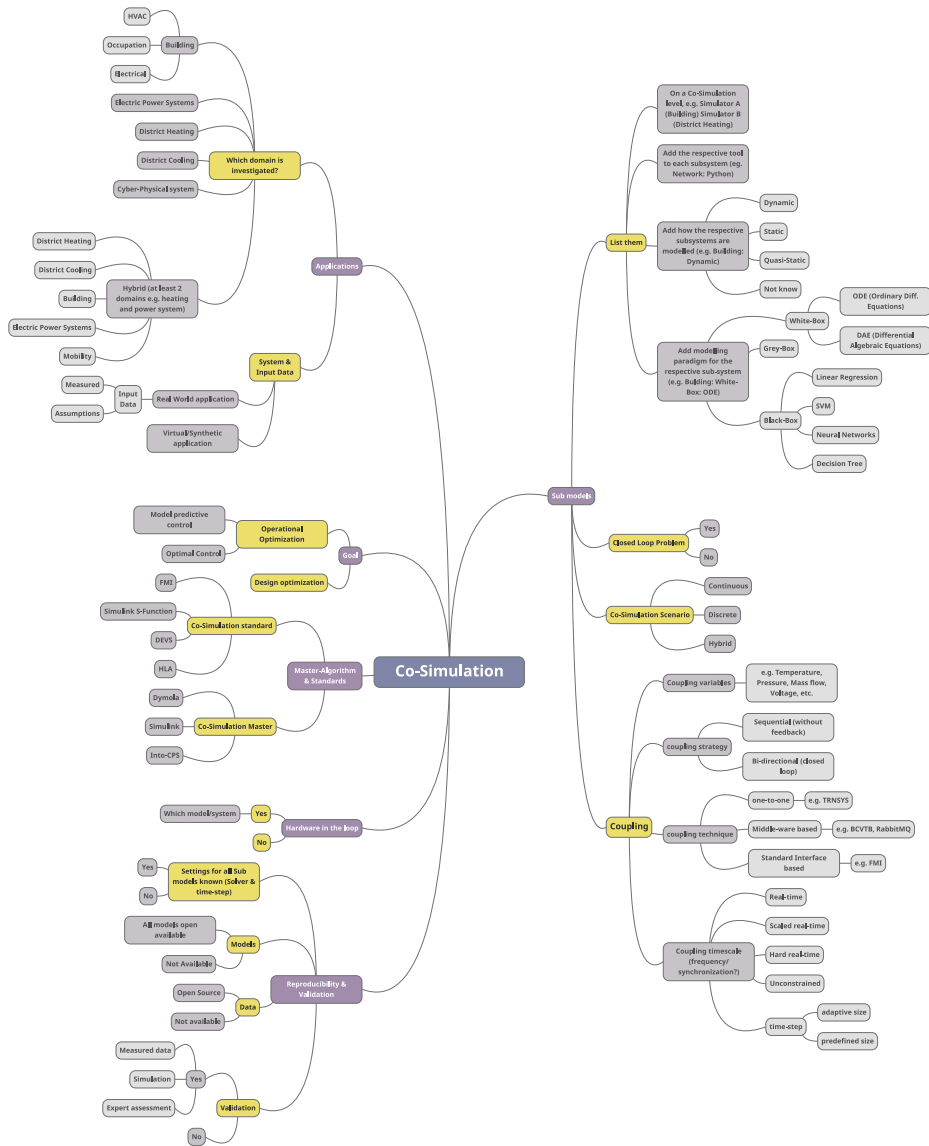 HVAC
Occupation
Building
Electrical
Electric Power Systems
District Heating
District Cooling
Cyber-Physical system
Which domain is
investigated?
District Heating
District Cooling
Building
Electric Power Systems
Mobility
Hybrid (at least 2
domains e.g. heating
and power system)
Applications
System &
Input Data
Measured
Assumptions
Input
Data
Real World application
Virtual/Synthetic
application
Model predictive
control
Optimal Control
Operational
Optimization
Goal
Design optimization
FMI
Simulink S-Function
DEVS
HLA
Co-Simulation standard
Master-Algorithm
& Standards
Dymola
Simulink
Into-CPS
Co-Simulation Master
Co-Simulation
Which model/system
Yes
No
Hardware in the loop
Yes
No
Settings for all Sub
models known (Solver &
time-step)
All models open
available
Not Available
Models
Open Source
Not available
Data
Reproducibility &
Validation
Measured data
Simulation
Expert assessment
Yes
No
Validation
Sub models
List them
On a Co-Simulation
level, e.g. Simulator A
(Building) Simulator B
(District Heating)
Add the respective tool
to each subsystem (eg.
Network: Python)
Add how the respective
subsystems are
modelled (e.g. Building:
Dynamic)
Dynamic
Static
Quasi-Static
Not know
Add modeling
paradigm for the
respective sub-system
(e.g. Bulding: White-
Box: ODE)
White-Box
ODE (Ordinary Diff.
Equations)
DAE (Differential
Algebraic Equations)
Grey-Box
Black-Box
Linear Regression
SVM
Neural Networks
Decision Tree
Closed Loop Problem
Yes
No
Co-Simulation Scenario
Continuous
Discrete
Hybrid
Coupling
Coupling variables
e.g. Temperature,
Pressure, Mass flow,
Voltage, etc.
coupling strategy
Sequential (without
feedback)
Bi-directional (closed
loop)
coupling technique
one-to-one
e.g. TRNSYS
Middle-ware based
e.g. BCVTB, RabbitMQ
Standard Interface
based
e.g. FMI
Coupling timescale
(frequency/
synchronization?)
Real-time
Scaled real-time
Hard real-time
Unconstrained
time-step
adaptive size
predefined size